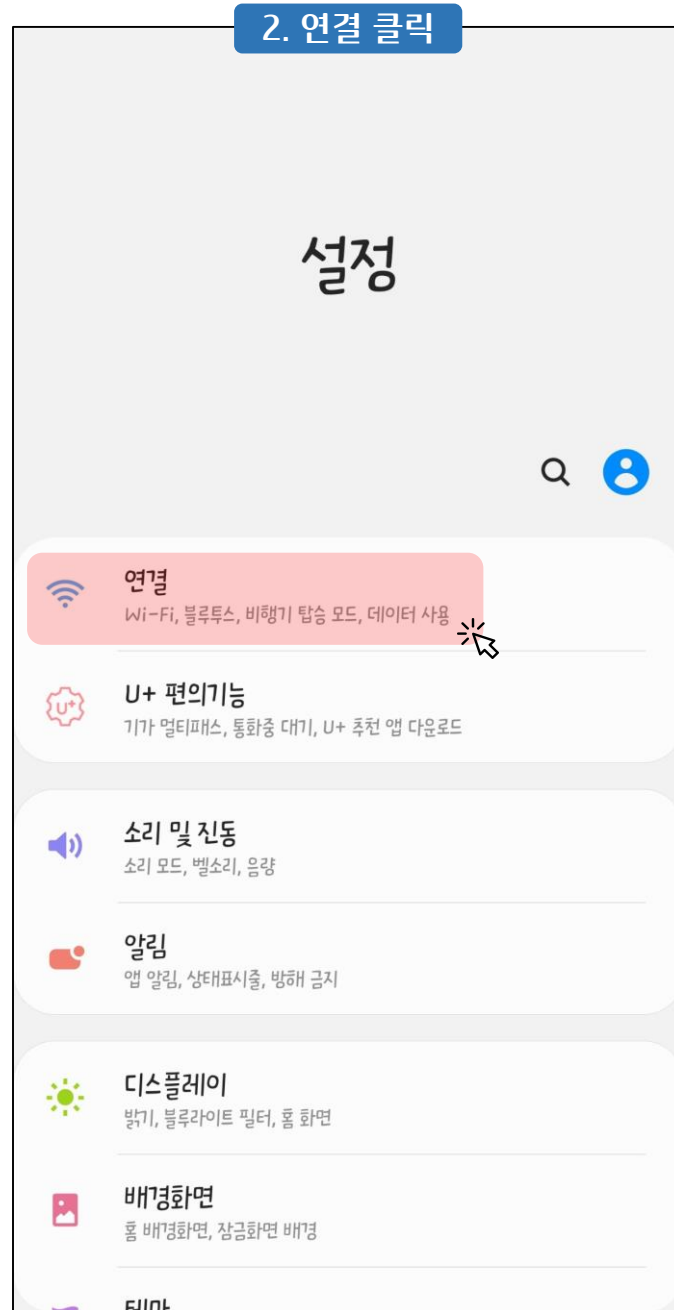 2. 연결 클릭
설정
연결
Wi-Fi, 블루투스, 비행기 탑승 모드, 데이터 사용
U+
U+ 편의기능
기가 멀티패스, 통화중 대기, U+ 추천 앱 다운로드
소리 및 진동
소리 모드, 벨소리, 음량
알림
앱 알림, 상태표시줄, 방해 금지
디스플레이
밝기, 블루라이트 필터, 홈 화면
배경화면
홈 배경화면, 잠금화면 배경
테마